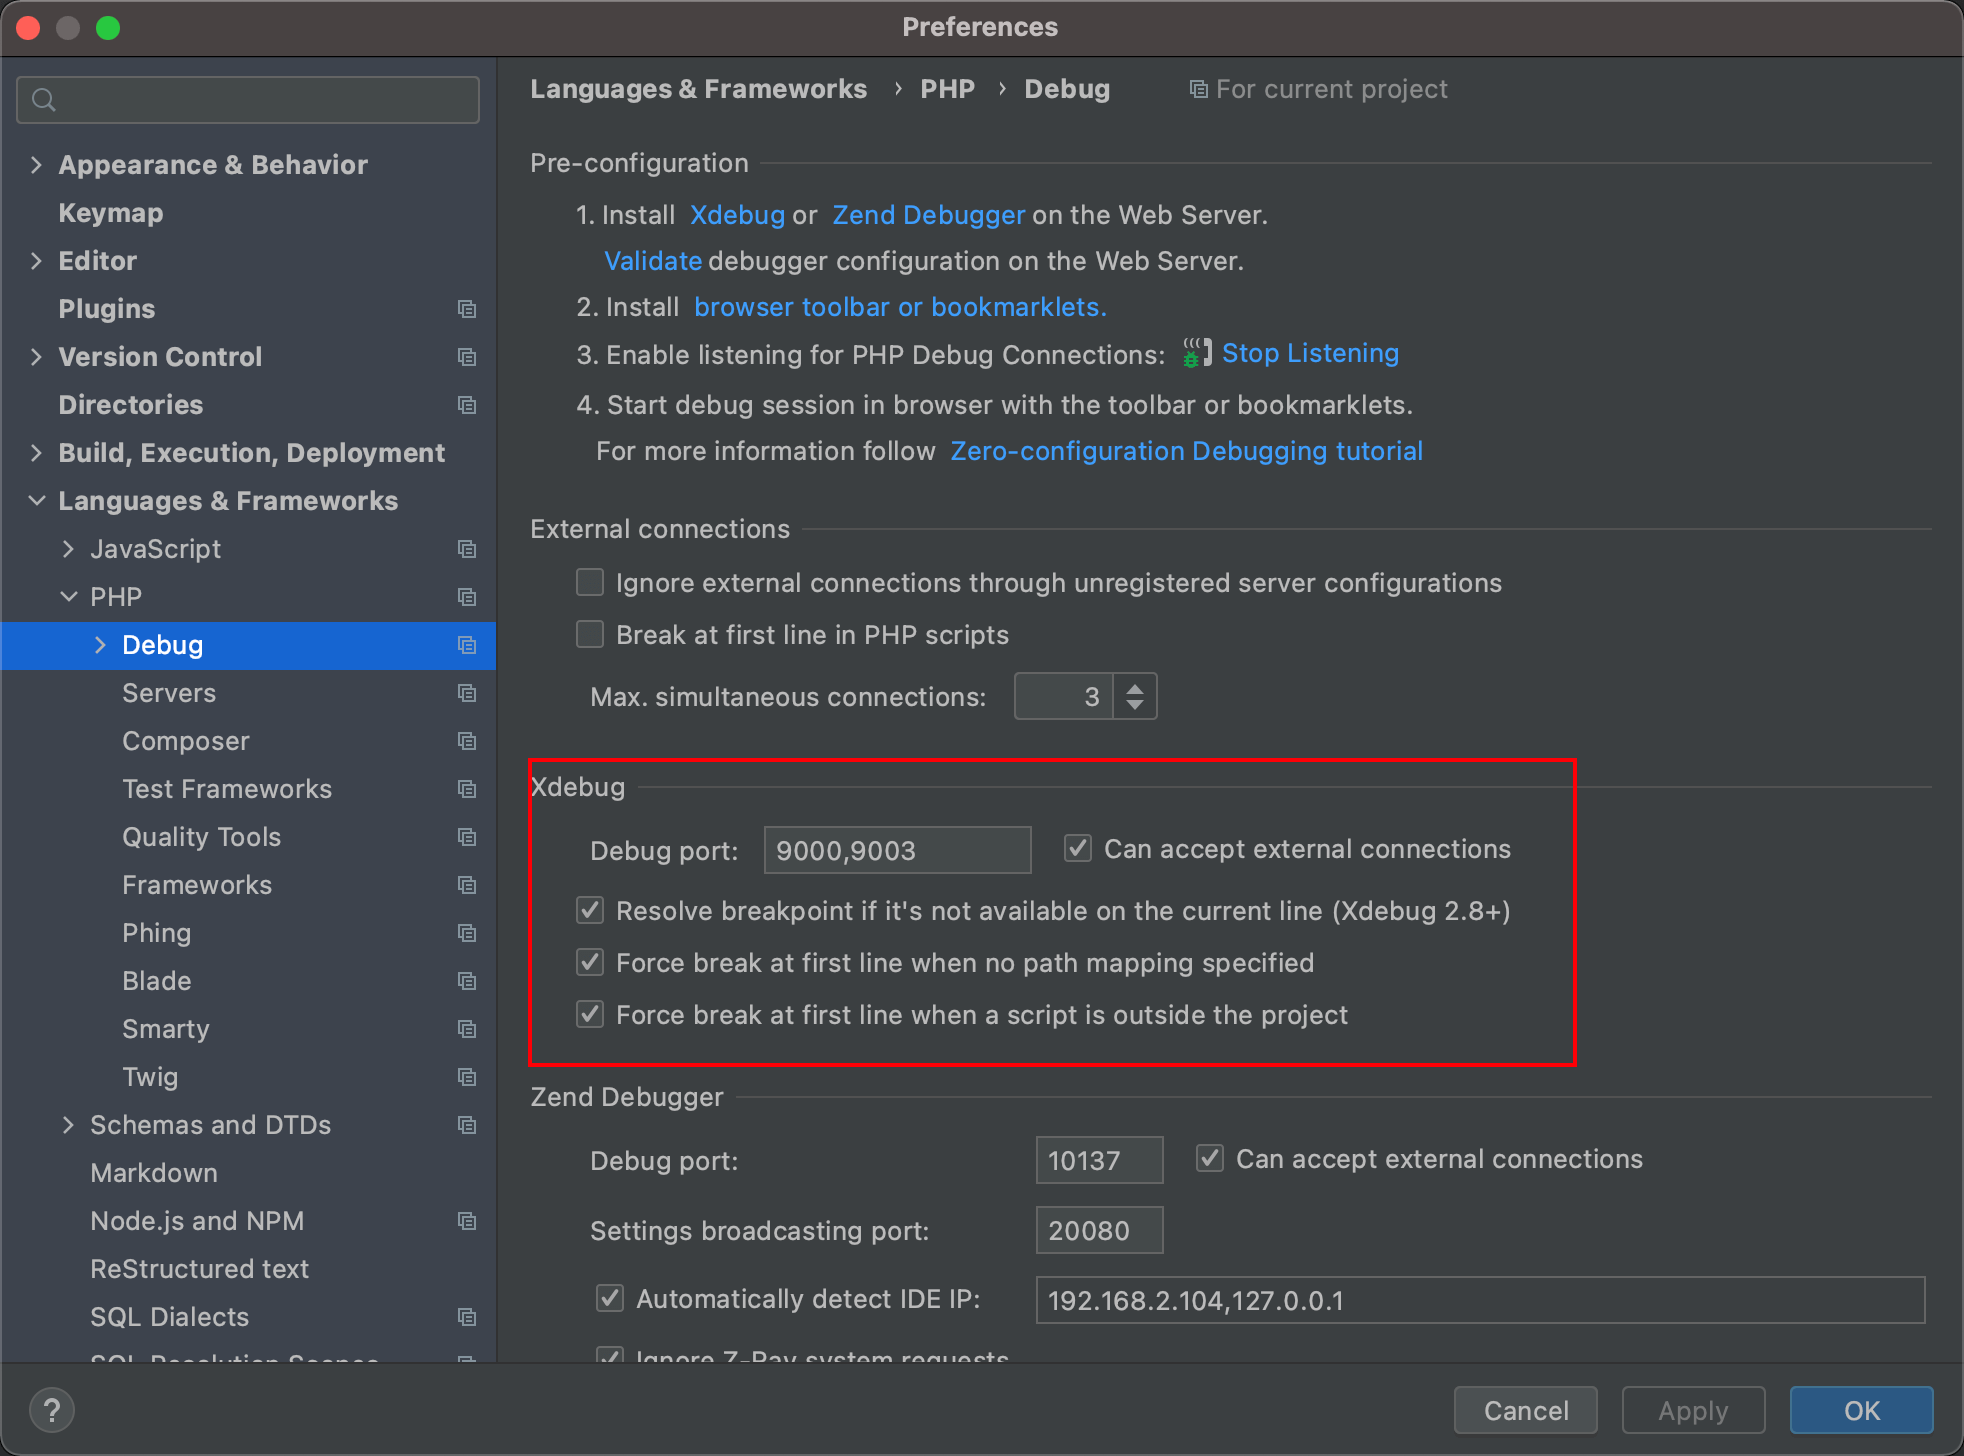 Preferences
Languages & Frameworks › PHP › Debug For current project
Appearance & Behavior
Keymap
Editor
Plugins
Version Control
Directories
Build, Execution, Deployment
Languages & Frameworks
JavaScript
PHP
Debug
Servers
Composer
Test Frameworks
Quality Tools
Frameworks
Phing
Blade
Smarty
Twig
Schemas and DTDs
Markdown
Node.js and NPM
ReStructured text
SQL Dialects
SQL Resolution Scopes
Pre-configuration
1. Install Xdebug or Zend Debugger on the Web Server.
Validate debugger configuration on the Web Server.
2. Install browser toolbar or bookmarklets.
3. Enable listening for PHP Debug Connections: Stop Listening
4. Start debug session in browser with the toolbar or bookmarklets.
For more information follow Zero-configuration Debugging tutorial
External connections
Ignore external connections through unregistered server configurations
Break at first line in PHP scripts
Max. simultaneous connections: 3
Xdebug
Debug port: 9000,9003 Can accept external connections
Resolve breakpoint if it's not available on the current line (Xdebug 2.8+)
Force break at first line when no path mapping specified
Force break at first line when a script is outside the project
Zend Debugger
Debug port: 10137 Can accept external connections
Settings broadcasting port: 20080
Automatically detect IDE IP: 192.168.2.104,127.0.0.1
Ignore Z-Ray system requests
?
Cancel
Apply
OK